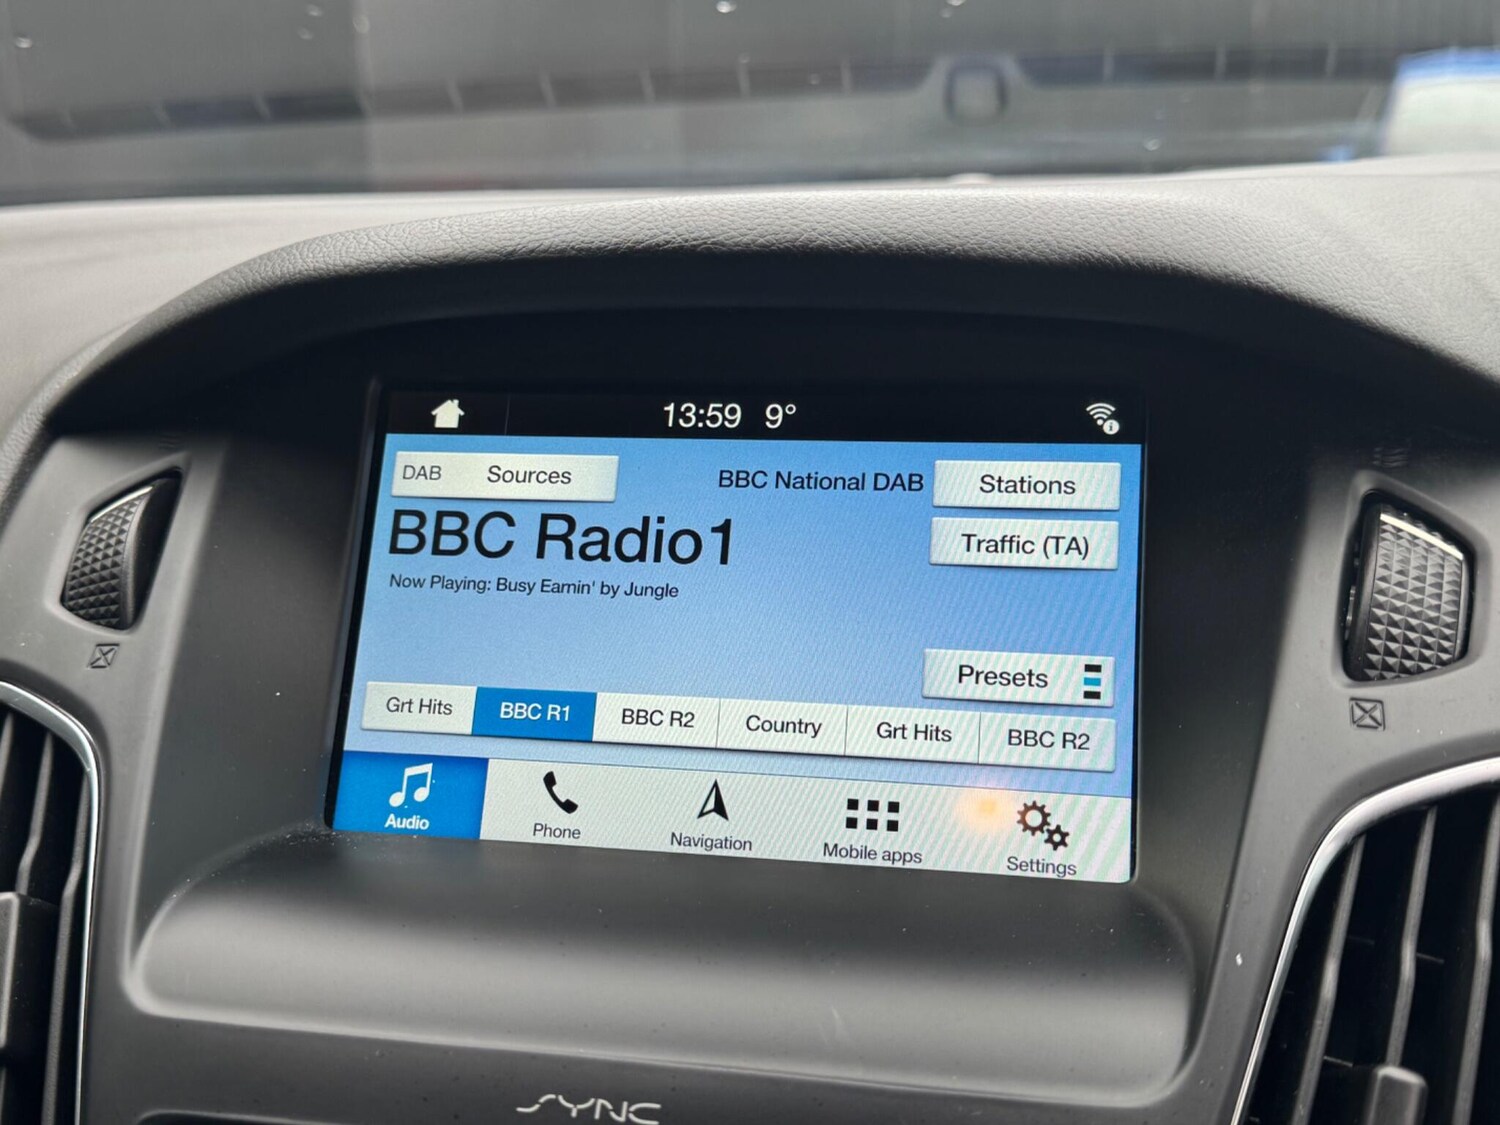 13:59 9°
DAB Sources BBC National DAB Stations
BBC Radio1
Traffic (TA)
Now Playing: Busy Earnin' by Jungle
Presets
Grt Hits BBC R1 BBC R2 Country Grt Hits BBC R2
Audio Phone Navigation Mobile apps Settings
SYNC